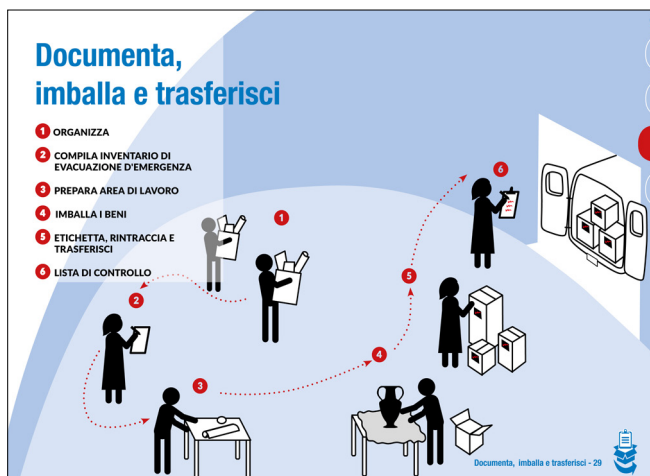 Documenta,
imballa e trasferisci
1 ORGANIZZA
2 COMPILA INVENTARIO DI
EVACUAZIONE D'EMERGENZA
3 PREPARA AREA DI LAVORO
4 IMBALLA I BENI
5 ETICHETTA, RINTRACCIA E
TRASFERISCI
6 LISTA DI CONTROLLO
1
2
3
4
5
6
Documenta, imballa e trasferisci - 29